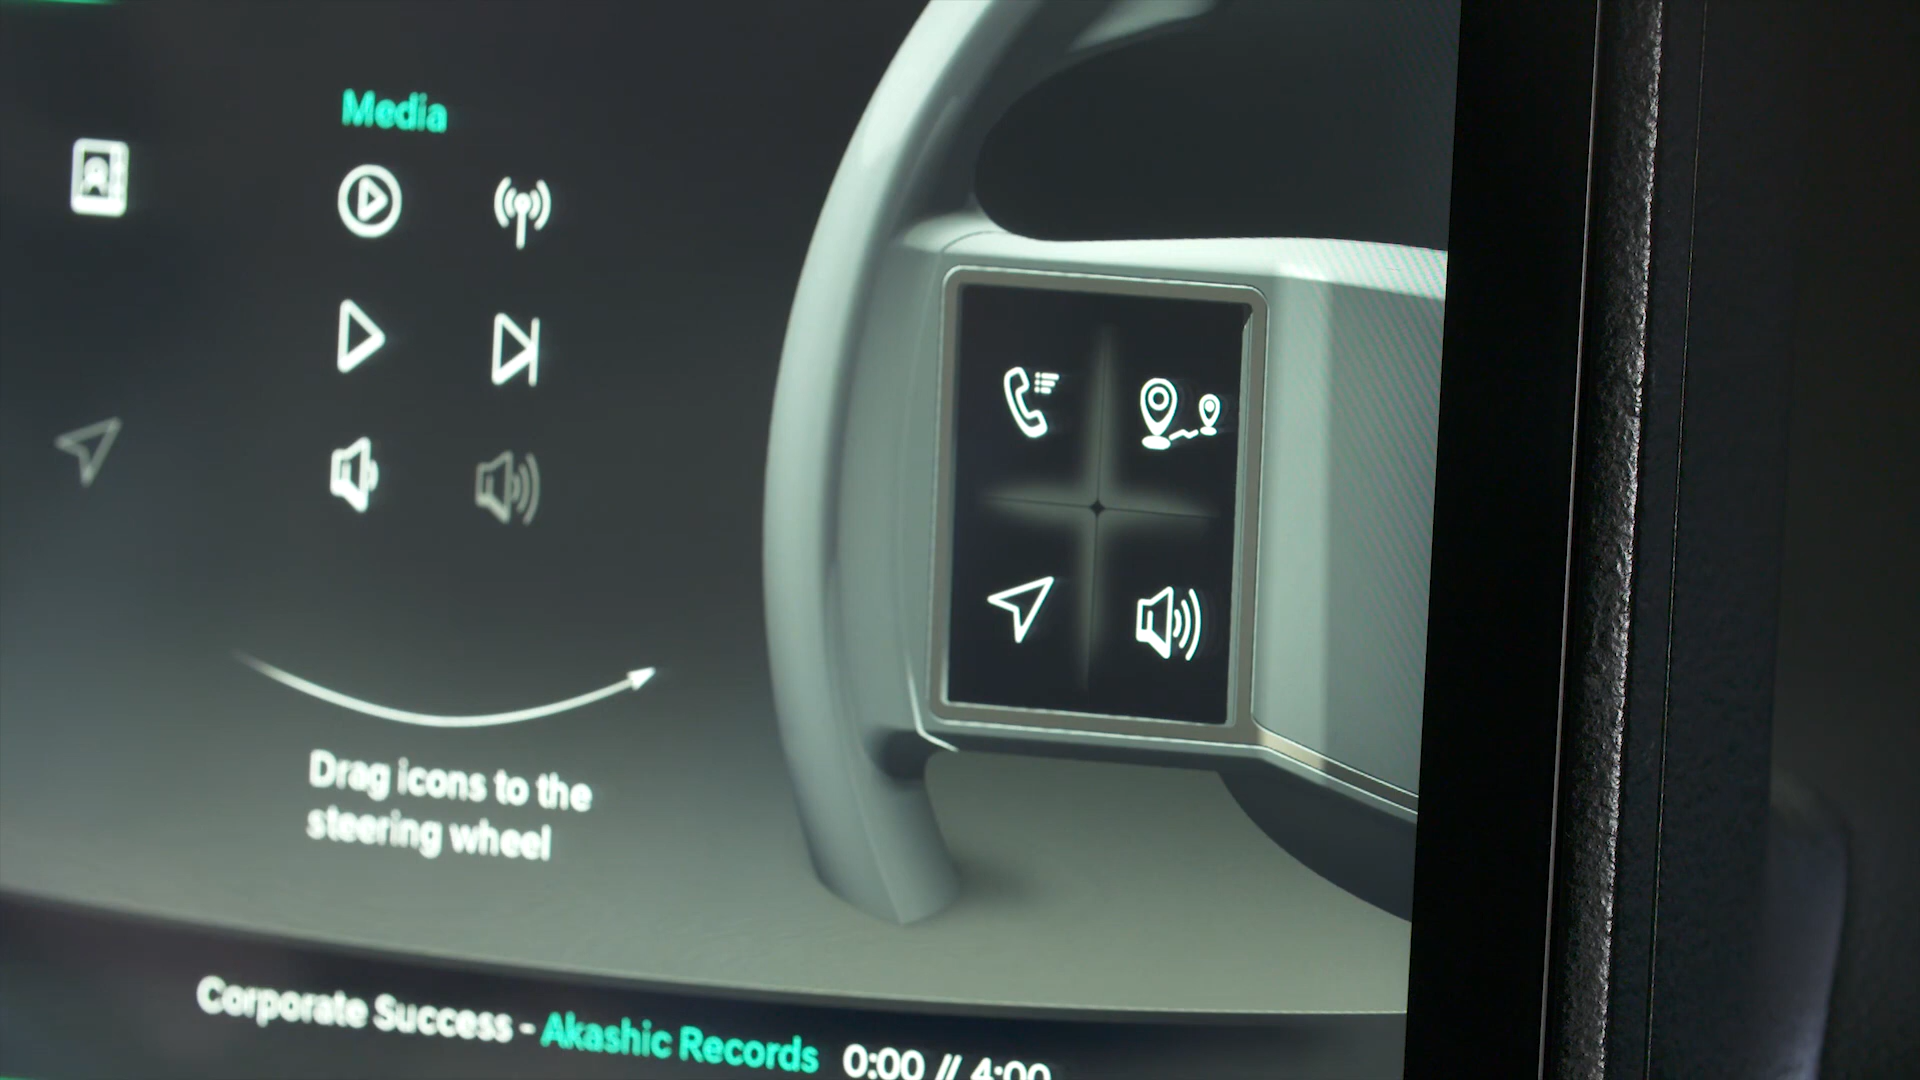 Media
Drag icons to the
steering wheel
Corporate Success - Akashic Records 0:00 // 4:00